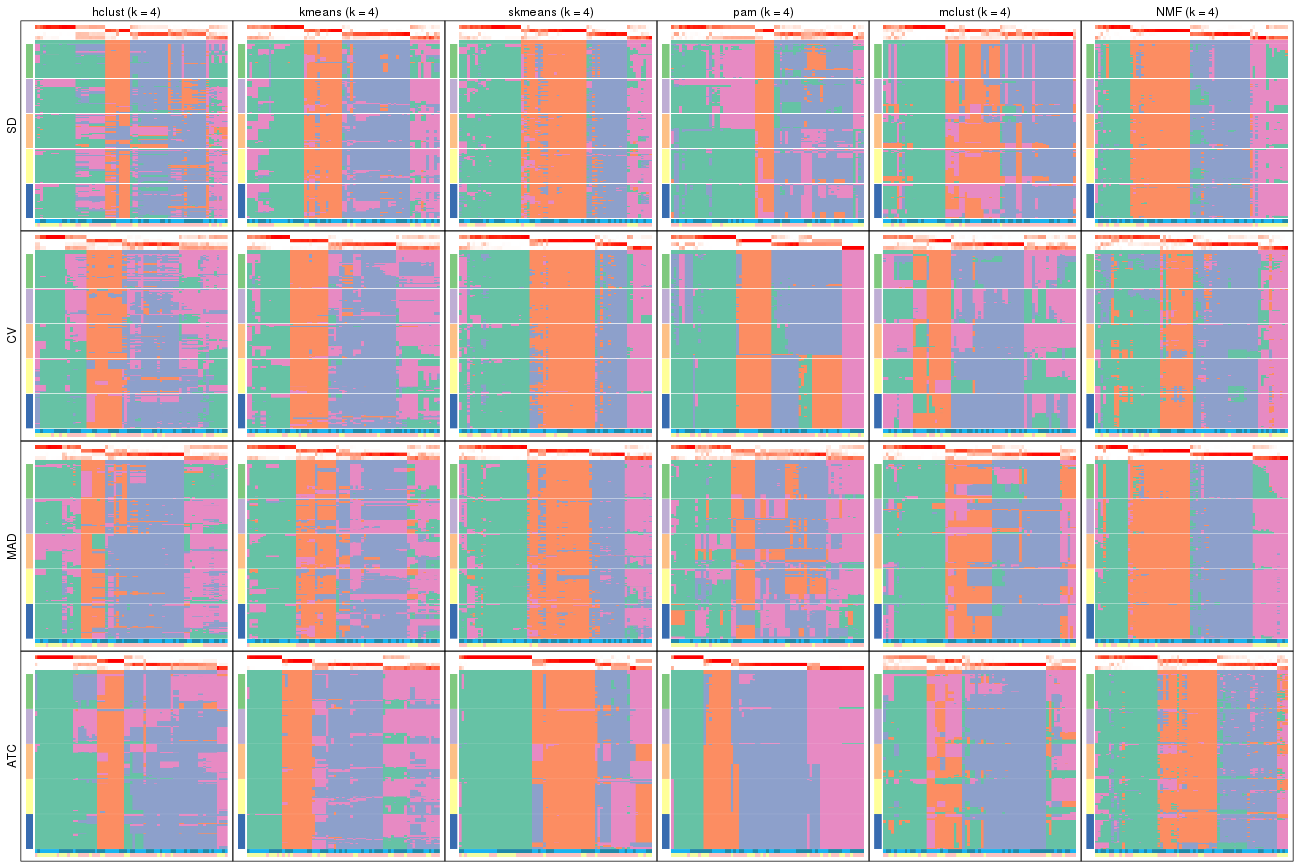 hclust (k = 4)
kmeans (k = 4)
skmeans (k = 4)
pam (k = 4)
mclust (k = 4)
NMF (k = 4)
SD
CV
MAD
ATC